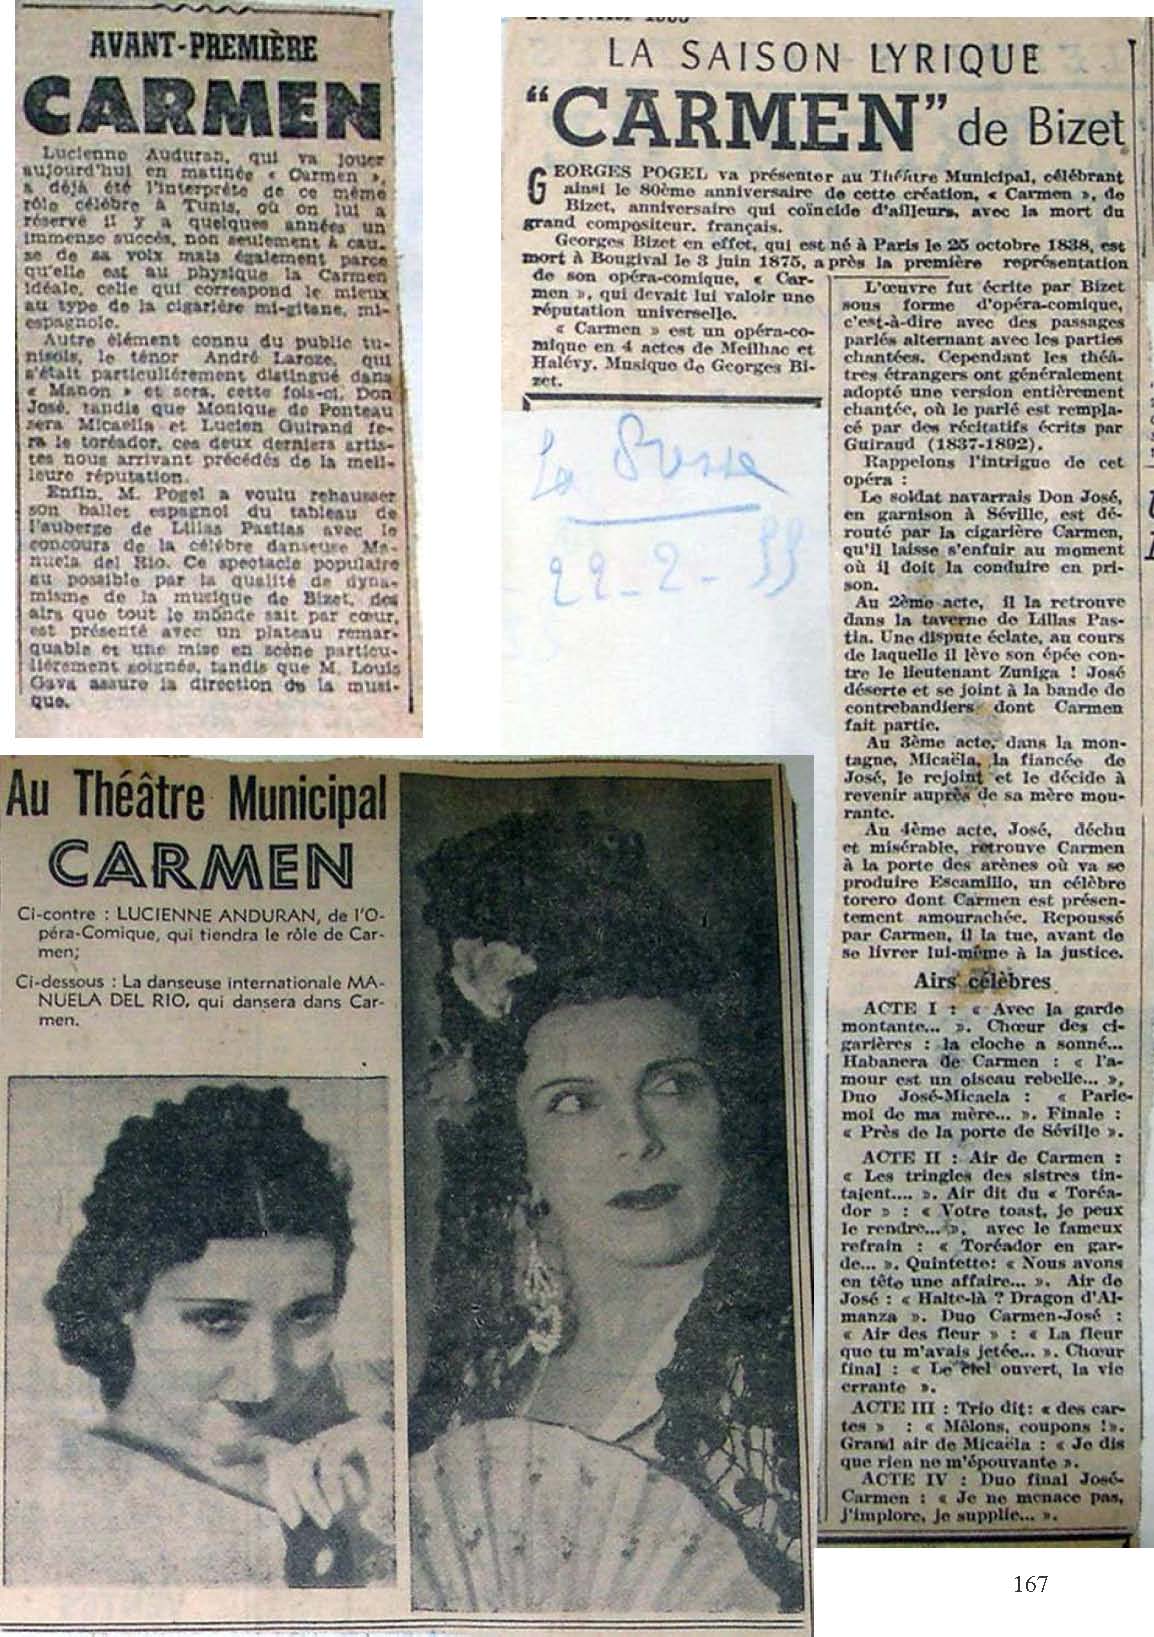 AVANT-PREMIÈRE
CARMEN
Lucienne Auduran, qui va jouer
aujourd'hui en matinée « Carmen »,
a déjà été l'interprète de ce même
rôle célèbre à Tunis, où on lui a
réservé il y a quelques années un
immense succès, non seulement à cau-
se de sa voix mais également parce
qu'elle est au physique la Carmen
idéale, celle qui correspond le mieux
au type de la cigarière mi-gitane, mi-
espagnole.
Autre élément connu du public tu-
nisois, le ténor André Laroze, qui
s'était particulièrement distingué dans
« Manon » et sera, cette fois-ci, Don
José, tandis que Monique de Ponteau
sera Micaella et Lucien Guirand fe-
ra le toréador, ces deux derniers artis-
tes nous arrivant précédés de la meil-
leure réputation.
Enfin, M. Pogel a voulu rehausser
son ballet espagnol du tableau de
l'auberge de Lillas Pastias avec le
concours de la célèbre danseuse Ma-
nuela del Rio. Ce spectacle populaire
au possible par la qualité de dyna-
misme de la musique de Bizet, des
airs que tout le monde sait par cœur,
est présenté avec un plateau remar-
quable et une mise en scène particu-
lièrement soignés, tandis que M. Louis
Gava assure la direction de la musi-
que.
LA SAISON LYRIQUE
“CARMEN” de Bizet
GEORGES POGEL va présenter au Théâtre Municipal, célébrant
ainsi le 80ème anniversaire de cette création, « Carmen », de
Bizet, anniversaire qui coïncide d'ailleurs, avec la mort du
grand compositeur. français.
Georges Bizet en effet, qui est né à Paris le 25 octobre 1838, est
mort à Bougival le 3 juin 1875, après la première représentation
de son opéra-comique, « Car-
men », qui devait lui valoir une
réputation universelle.
« Carmen » est un opéra-co-
mique en 4 actes de Meilhac et
Halévy. Musique de Georges Bi-
zet.
La Presse
22-2-55
L'œuvre fut écrite par Bizet
sous forme d'opéra-comique,
c'est-à-dire avec des passages
parlés alternant avec les parties
chantées. Cependant les théâ-
tres étrangers ont généralement
adopté une version entièrement
chantée, où le parlé est rempla-
cé par des récitatifs écrits par
Guiraud (1837-1892).
Rappelons l'intrigue de cet
opéra :
Le soldat navarrais Don José,
en garnison à Séville, est dé-
routé par la cigarière Carmen,
qu'il laisse s'enfuir au moment
où il doit la conduire en pri-
son.
Au 2ème acte, il la retrouve
dans la taverne de Lillas Pas-
tia. Une dispute éclate, au cours
de laquelle il lève son épée con-
tre le lieutenant Zuniga ! José
déserte et se joint à la bande de
contrebandiers dont Carmen
fait partie.
Au 3ème acte, dans la mon-
tagne, Micaëla, la fiancée de
José, le rejoint et le décide à
revenir auprès de sa mère mou-
rante.
Au 4ème acte, José, déchu
et misérable, retrouve Carmen
à la porte des arènes où va se
produire Escamillo, un célèbre
torero dont Carmen est présen-
tement amourachée. Repoussé
par Carmen, il la tue, avant de
se livrer lui-même à la justice.
Airs célèbres
ACTE I : « Avec la garde
montante... ». Chœur des ci-
garières : la cloche a sonné...
Habanera de Carmen : « l'a-
mour est un oiseau rebelle... »,
Duo José-Micaela : « Parle-
moi de ma mère... ». Finale :
« Près de la porte de Séville ».
ACTE II : Air de Carmen :
« Les tringles des sistres tin-
taient.... ». Air dit du « Toréa-
dor » : « Votre toast, je peux
le rendre... », avec le fameux
refrain : « Toréador en gar-
de... ». Quintette: « Nous avons
en tête une affaire... ». Air de
José : « Halte-là ? Dragon d'Al-
manza ». Duo Carmen-José :
« Air des fleur » : « La fleur
que tu m'avais jetée... ». Chœur
final : « Le ciel ouvert, la vie
errante ».
ACTE III : Trio dit: « des car-
tes » : « Mêlons, coupons !».
Grand air de Micaëla : « Je dis
que rien ne m'épouvante ».
ACTE IV : Duo final José-
Carmen : « Je ne menace pas,
j'implore, je supplie... ».
Au Théâtre Municipal
CARMEN
Ci-contre : LUCIENNE ANDURAN, de l'O-
péra-Comique, qui tiendra le rôle de Car-
men;
Ci-dessous : La danseuse internationale MA-
NUELA DEL RIO, qui dansera dans Car-
men.
167